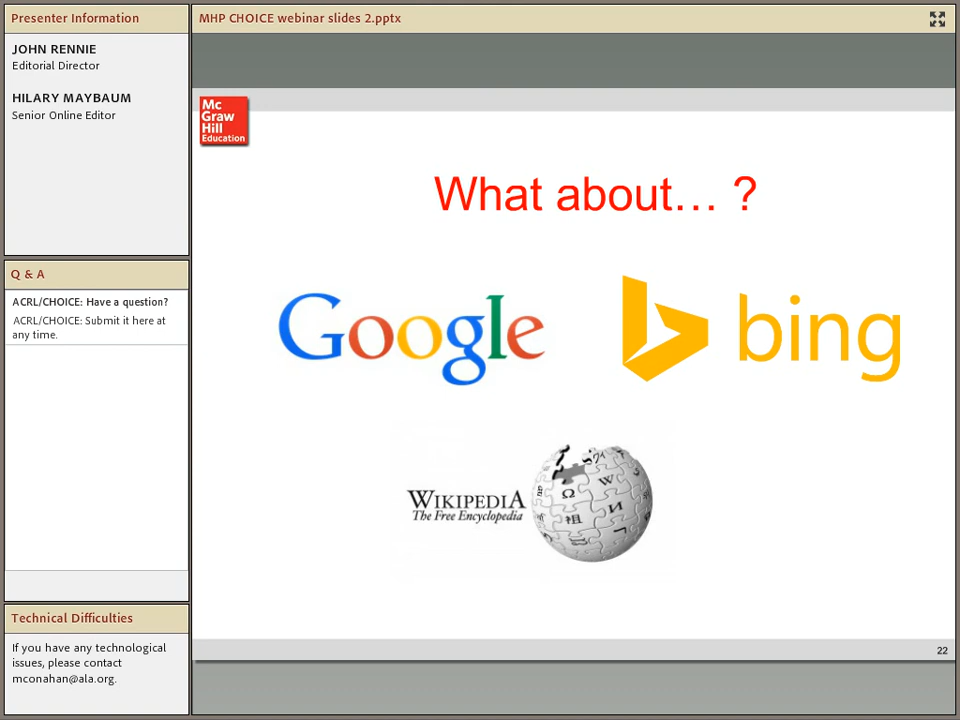 Presenter Information
JOHN RENNIE
Editorial Director
HILARY MAYBAUM
Senior Online Editor
Q & A
ACRL/CHOICE: Have a question?
ACRL/CHOICE: Submit it here at
any time.
Technical Difficulties
If you have any technological
issues, please contact
mconahan@ala.org.
MHP CHOICE webinar slides 2.pptx
Mc
Graw
Hill
Education
What about… ?
Google
bing
WIKIPEDIA
The Free Encyclopedia
Ω
W
И
祖
22